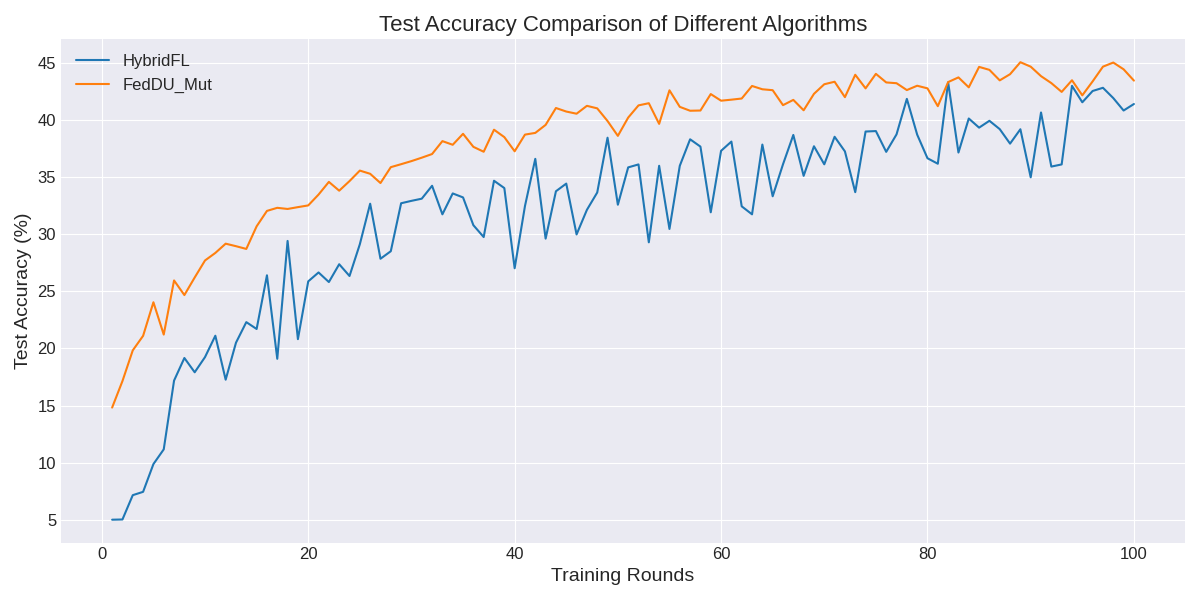 Test Accuracy Comparison of Different Algorithms
HybridFL
FedDU_Mut
45
40
35
30
25
20
15
10
5
Test Accuracy (%)
0 20 40 60 80 100
Training Rounds